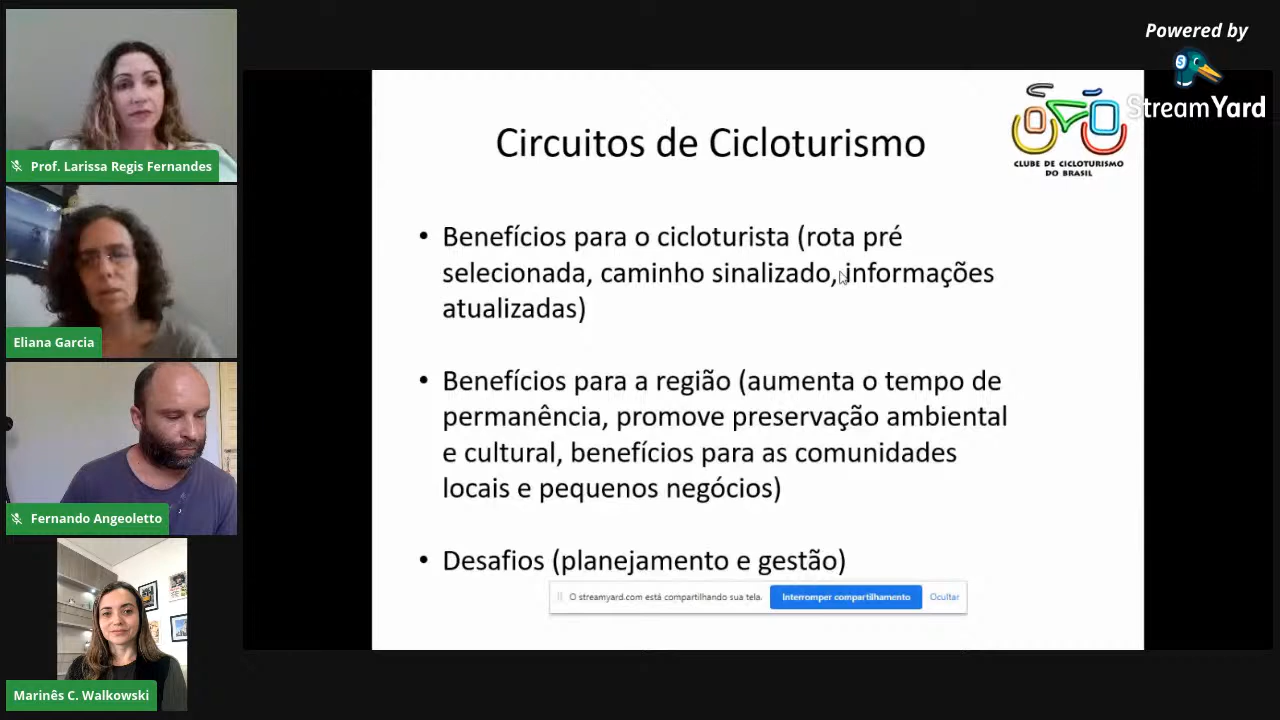 Powered by
StreamYard
Prof. Larissa Regis Fernandes
Eliana Garcia
Fernando Angeoletto
Marinês C. Walkowski
Circuitos de Cicloturismo
CLUBE DE CICLOTURISMO
DO BRASIL
• Benefícios para o cicloturista (rota pré
selecionada, caminho sinalizado, informações
atualizadas)
• Benefícios para a região (aumenta o tempo de
permanência, promove preservação ambiental
e cultural, benefícios para as comunidades
locais e pequenos negócios)
• Desafios (planejamento e gestão)
O streamyard.com está compartilhando sua tela. Interromper compartilhamento Ocultar